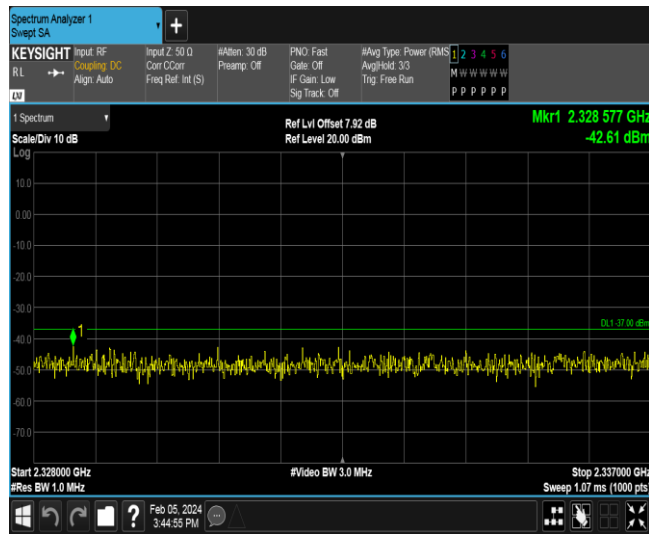 Spectrum Analyzer 1
Swept SA
+
KEYSIGHT
RL
LXI
Input: RF
Coupling: DC
Align: Auto
Input Z: 50 Ω
Corr CCorr
Freq Ref: Int (S)
#Atten: 30 dB
Preamp: Off
PNO: Fast
Gate: Off
IF Gain: Low
Sig Track: Off
#Avg Type: Power (RMS
Avg|Hold: 3/3
Trig: Free Run
1 2 3 4 5 6
M W W W W W
P P P P P P
1 Spectrum
Scale/Div 10 dB
Log
Ref Lvl Offset 7.92 dB
Ref Level 20.00 dBm
Mkr1 2.328 577 GHz
-42.61 dBm
10.0
0.00
-10.0
-20.0
-30.0
-40.0
-50.0
-60.0
-70.0
1
DL1 -37.00 dBm
Start 2.328000 GHz
#Res BW 1.0 MHz
#Video BW 3.0 MHz
Stop 2.337000 GHz
Sweep 1.07 ms (1000 pts)
?
Feb 05, 2024
3:44:55 PM